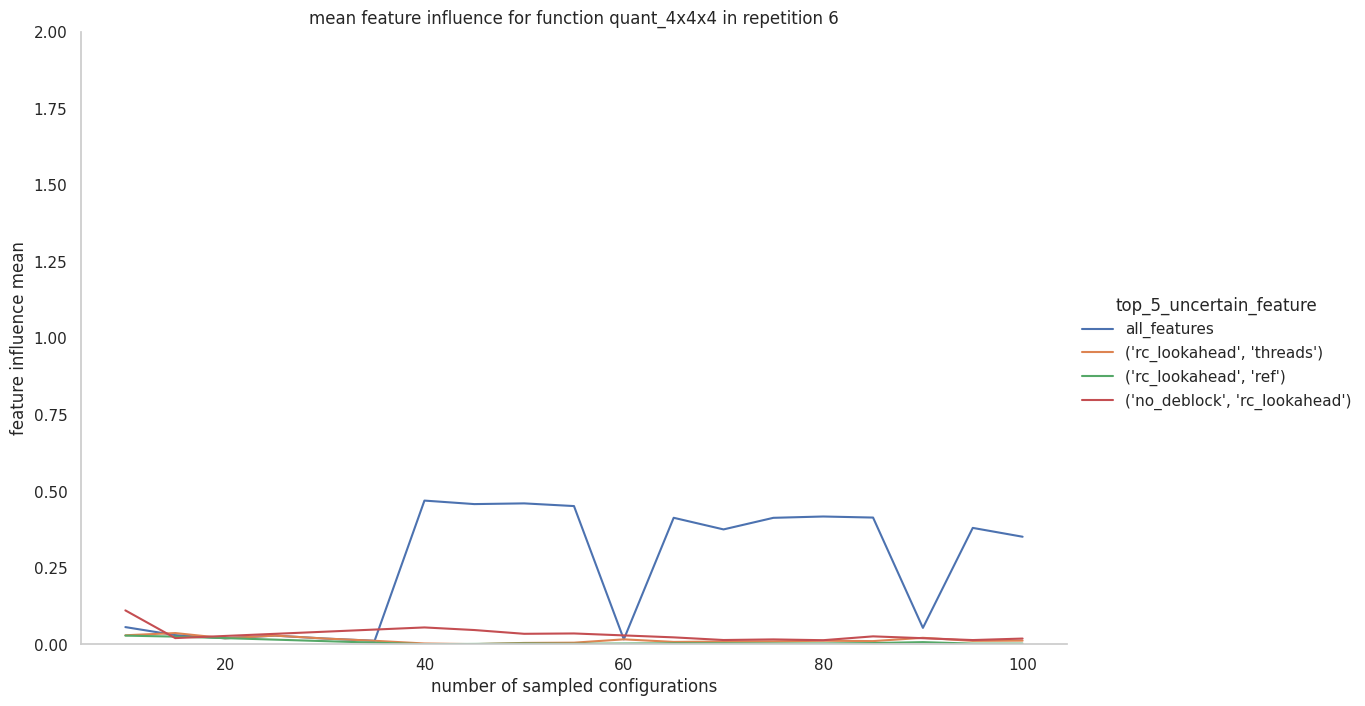 mean feature influence for function quant_4x4x4 in repetition 6
2.00
1.75
1.50
1.25
1.00
0.75
0.50
0.25
0.00
feature influence mean
20 40 60 80 100
number of sampled configurations
top_5_uncertain_feature
all_features
('rc_lookahead', 'threads')
('rc_lookahead', 'ref')
('no_deblock', 'rc_lookahead')